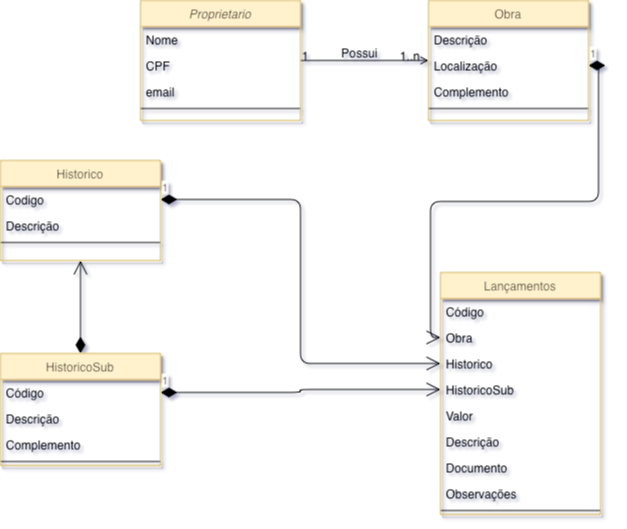 Proprietario
Nome
CPF
email
1
Possui
1..n
Obra
Descrição
Localização
Complemento
1
Historico
Codigo
Descrição
1
HistoricoSub
Código
Descrição
Complemento
1
Lançamentos
Código
Obra
Historico
HistoricoSub
Valor
Descrição
Documento
Observações